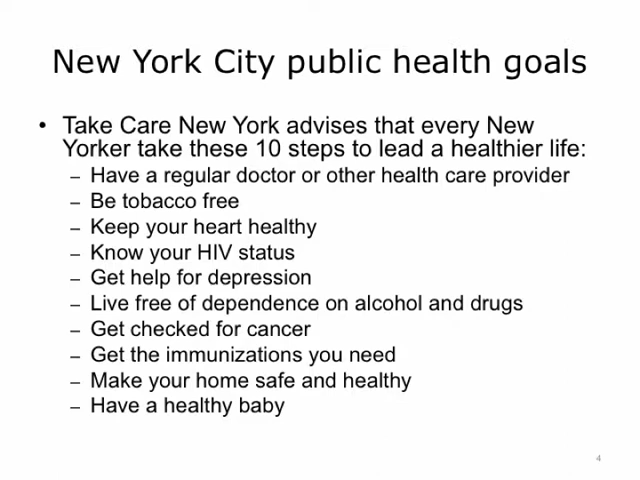 New York City public health goals
• Take Care New York advises that every New
Yorker take these 10 steps to lead a healthier life:
– Have a regular doctor or other health care provider
– Be tobacco free
– Keep your heart healthy
– Know your HIV status
– Get help for depression
– Live free of dependence on alcohol and drugs
– Get checked for cancer
– Get the immunizations you need
– Make your home safe and healthy
– Have a healthy baby
4